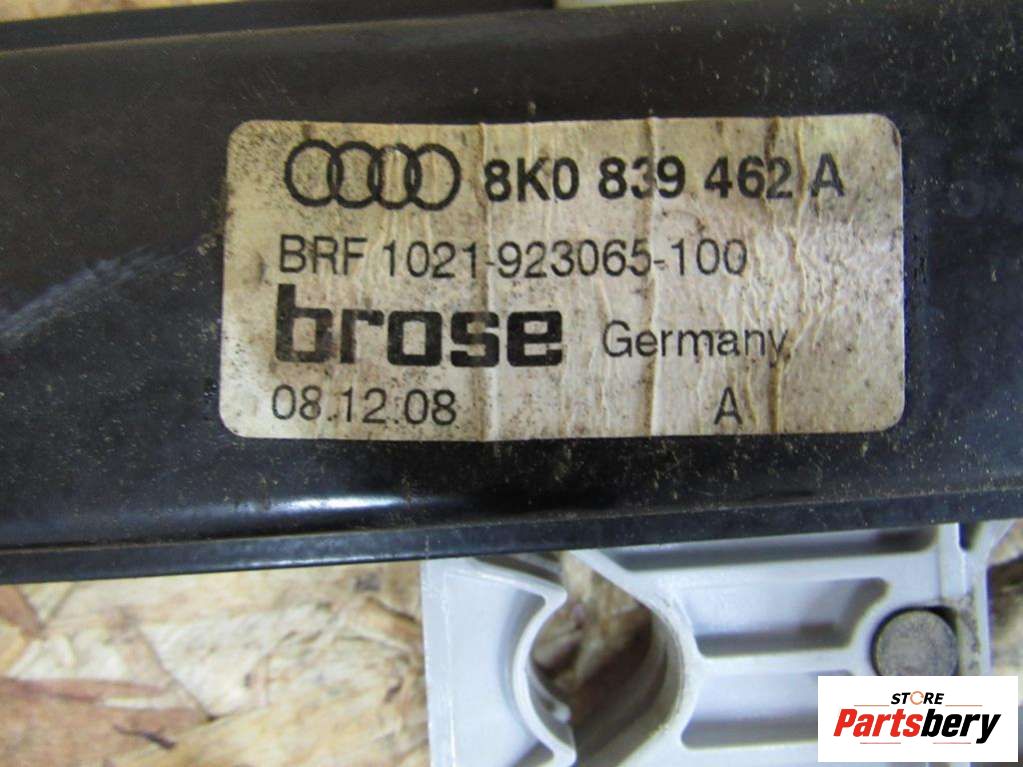 8K0 839 462 A
BRF 1021-923065-100
brose Germany
08.12.08 A
STORE
Partsbery